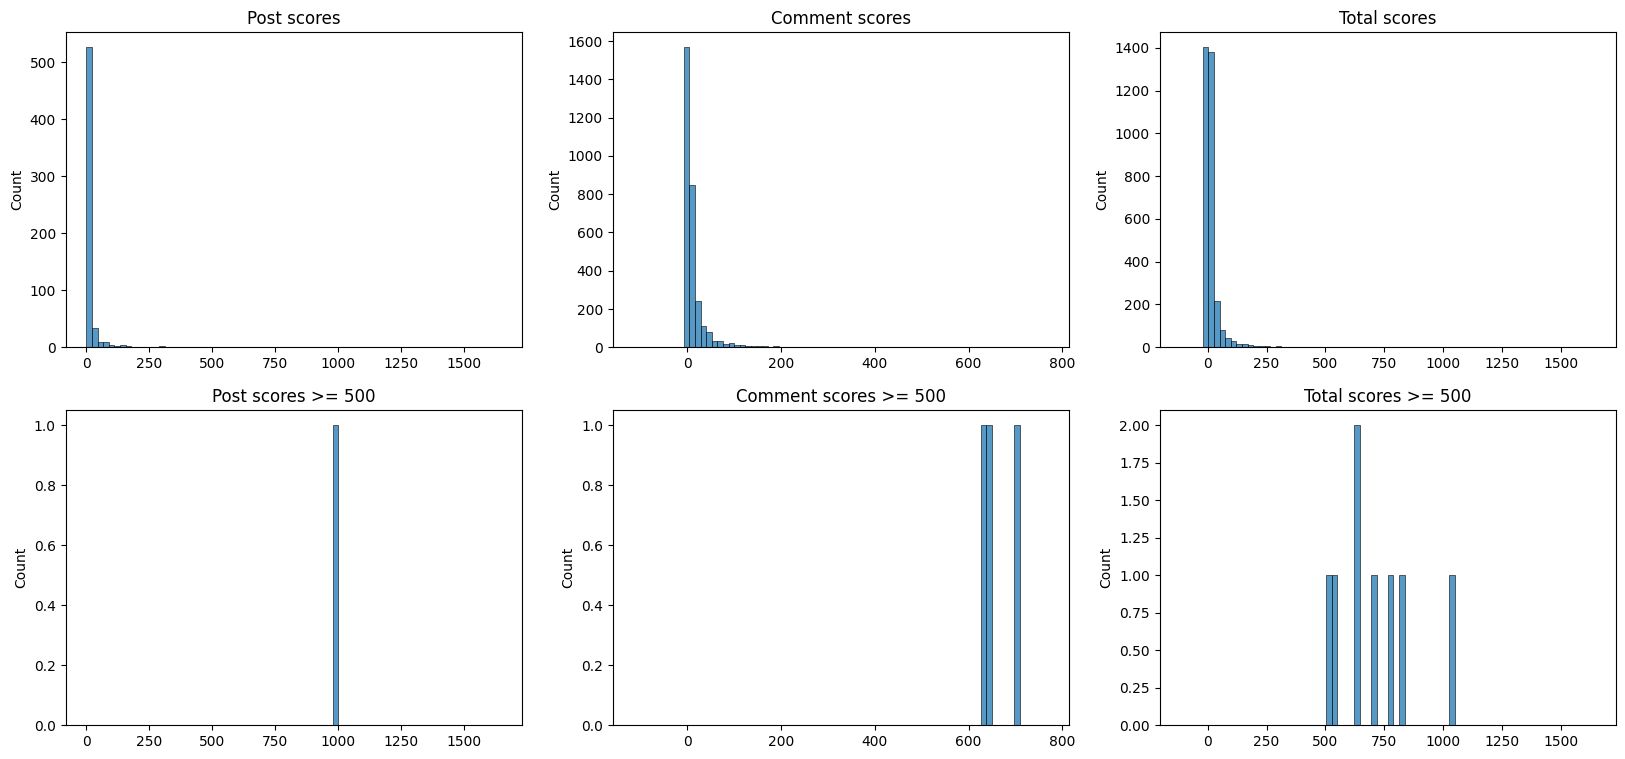 Post scores
Comment scores
Total scores
Count
500
400
300
200
100
0
0 250 500 750 1000 1250 1500
Count
1600
1400
1200
1000
800
600
400
200
0
0 200 400 600 800
Count
1400
1200
1000
800
600
400
200
0
0 250 500 750 1000 1250 1500
Post scores >= 500
Comment scores >= 500
Total scores >= 500
Count
1.0
0.8
0.6
0.4
0.2
0.0
0 250 500 750 1000 1250 1500
Count
1.0
0.8
0.6
0.4
0.2
0.0
0 200 400 600 800
Count
2.00
1.75
1.50
1.25
1.00
0.75
0.50
0.25
0.00
0 250 500 750 1000 1250 1500